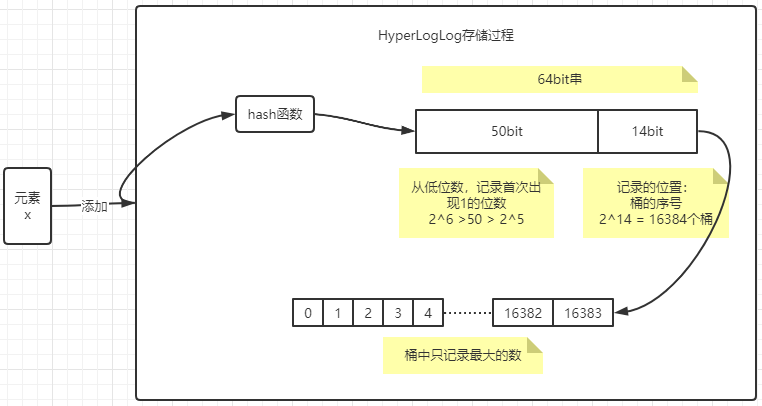 HyperLogLog存储过程
64bit串
hash函数
50bit
14bit
元素
x
添加
从低位数，记录首次出
现1的位数
2^6 >50 > 2^5
记录的位置：
桶的序号
2^14 = 16384个桶
0
1
2
3
4
16382
16383
桶中只记录最大的数